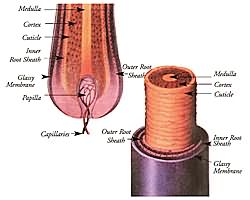 Medulla
Cortex
Cuticle
Inner
Root
Sheath
Glassy
Membrane
Papilla
Capillaries
Outer Root
Sheath
Medulla
Cortex
Cuticle
Outer Root
Sheath
Inner Root
Sheath
Glassy
Membrane